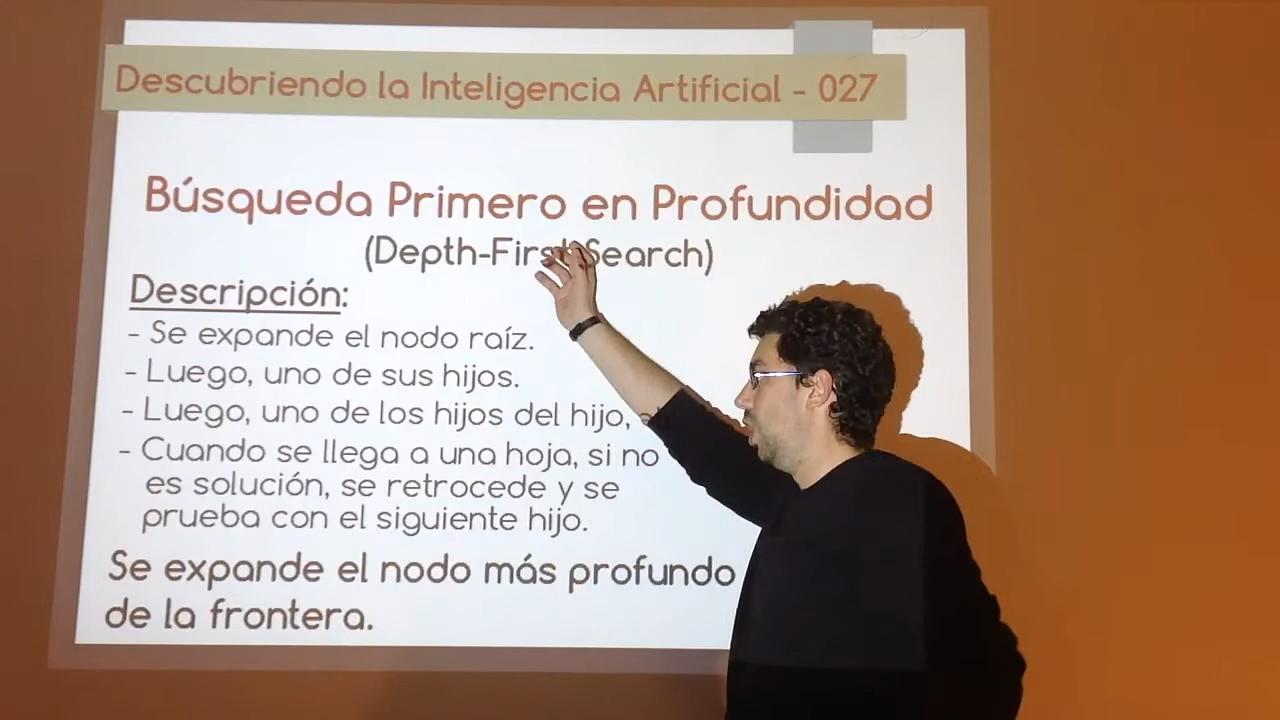 Descubriendo la Inteligencia Artificial - 027
Búsqueda Primero en Profundidad
(Depth-First Search)
Descripción:
- Se expande el nodo raíz.
- Luego, uno de sus hijos.
- Luego, uno de los hijos del hijo,
- Cuando se llega a una hoja, si no
es solución, se retrocede y se
prueba con el siguiente hijo.
Se expande el nodo más profundo
de la frontera.